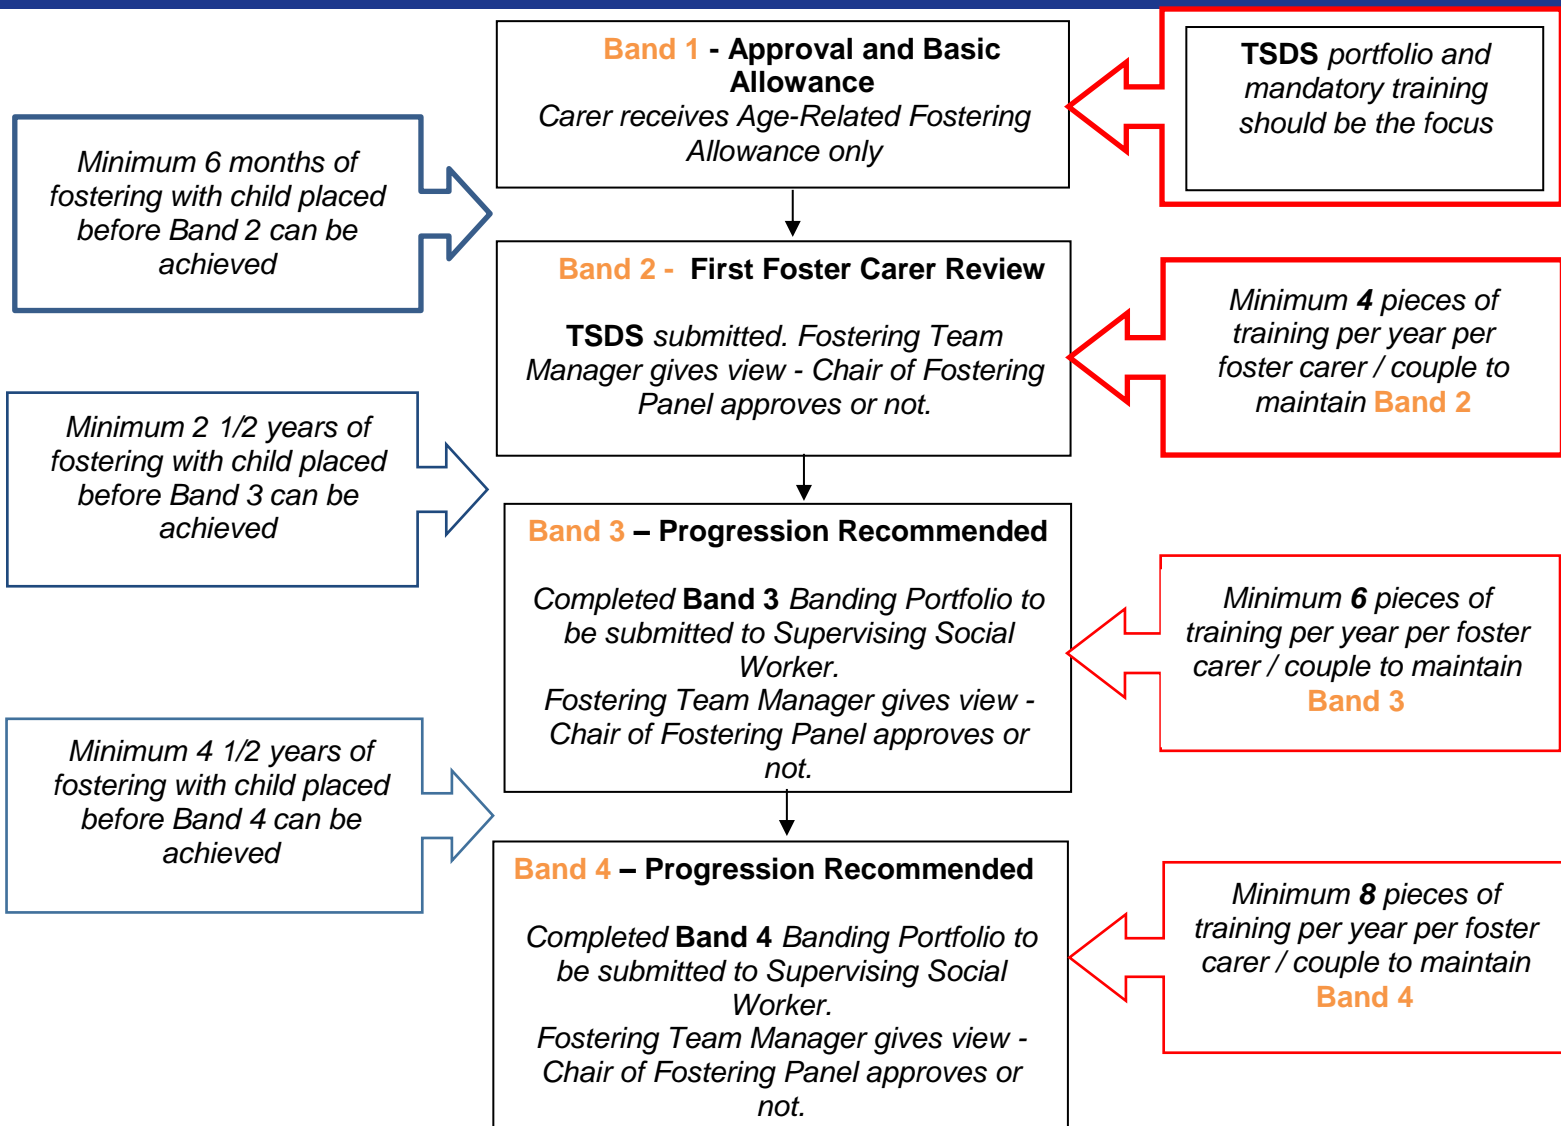 Band 1 - Approval and Basic
Allowance
Carer receives Age-Related Fostering
Allowance only
TSDS portfolio and
mandatory training
should be the focus
Minimum 6 months of
fostering with child placed
before Band 2 can be
achieved
Band 2 - First Foster Carer Review
TSDS submitted. Fostering Team
Manager gives view - Chair of Fostering
Panel approves or not.
Minimum 4 pieces of
training per year per
foster carer / couple to
maintain Band 2
Minimum 2 1/2 years of
fostering with child placed
before Band 3 can be
achieved
Band 3 – Progression Recommended
Completed Band 3 Banding Portfolio to
be submitted to Supervising Social
Worker.
Fostering Team Manager gives view -
Chair of Fostering Panel approves or
not.
Minimum 6 pieces of
training per year per foster
carer / couple to maintain
Band 3
Minimum 4 1/2 years of
fostering with child placed
before Band 4 can be
achieved
Band 4 – Progression Recommended
Completed Band 4 Banding Portfolio to
be submitted to Supervising Social
Worker.
Fostering Team Manager gives view -
Chair of Fostering Panel approves or
not.
Minimum 8 pieces of
training per year per foster
carer / couple to maintain
Band 4